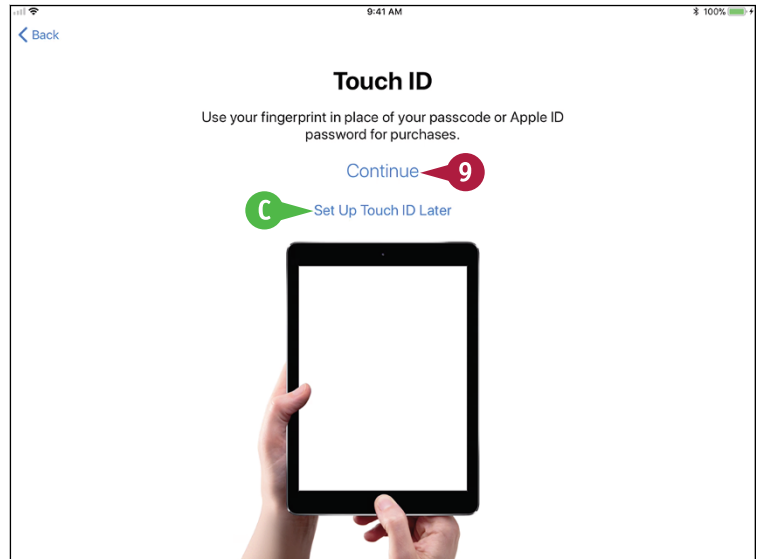 9:41 AM
100%
Back
Touch ID
Use your fingerprint in place of your passcode or Apple ID
password for purchases.
Continue
9
C
Set Up Touch ID Later